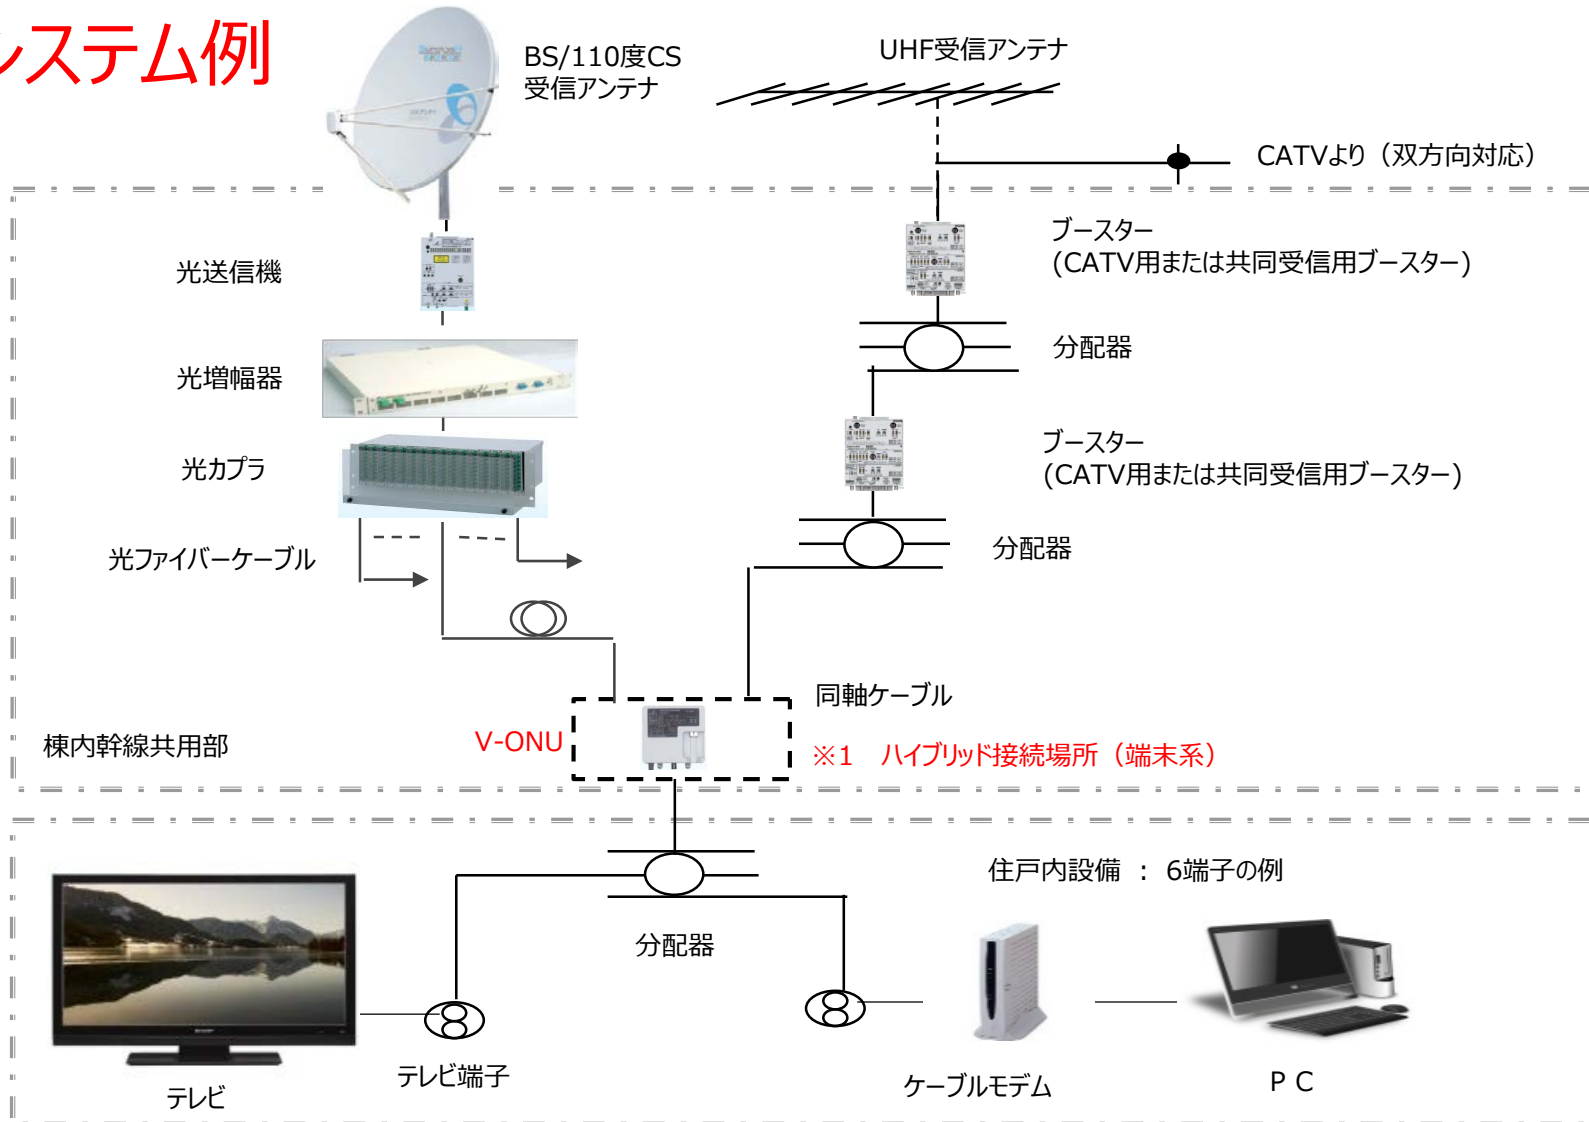 システム例
BS/110度CS
受信アンテナ
UHF受信アンテナ
CATVより（双方向対応）
光送信機
ブースター
(CATV用または共同受信用ブースター)
分配器
光増幅器
光カプラ
ブースター
(CATV用または共同受信用ブースター)
光ファイバーケーブル
分配器
同軸ケーブル
棟内幹線共用部
V-ONU
※1　ハイブリッド接続場所（端末系）
住戸内設備 ： 6端子の例
分配器
テレビ
テレビ端子
ケーブルモデム
P C